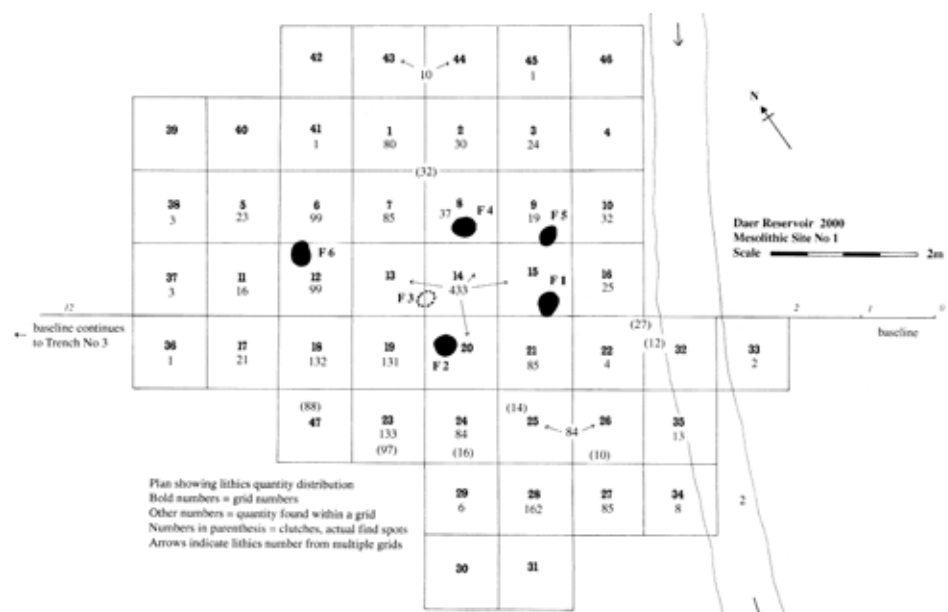 42 43 44 45 46
10 1
N
39 40 41 1 2 3 4
1 80 30 24
(32)
38 5 6 7 8 9 10
3 23 99 85 37 F 4 19 F 5 32
Daer Reservoir 2000
Mesolithic Site No 1
Scale 2m
F 6
37 11 12 13 14 15 16
3 16 99 433 25
F 3 F 1
12 2 1 0
baseline continues
to Trench No 3
baseline
(27)
(12)
36 17 18 19 20 21 22 32 33
1 21 132 131 85 4 2
F 2
(88) (14)
47 23 24 25 26 35
133 84 84 13
(97) (16) (10)
Plan showing lithics quantity distribution
Bold numbers = grid numbers
Other numbers = quantity found within a grid
Numbers in parenthesis = clutches, actual find spots
Arrows indicate lithics number from multiple grids
29 28 27 34
6 162 85 8 2
30 31